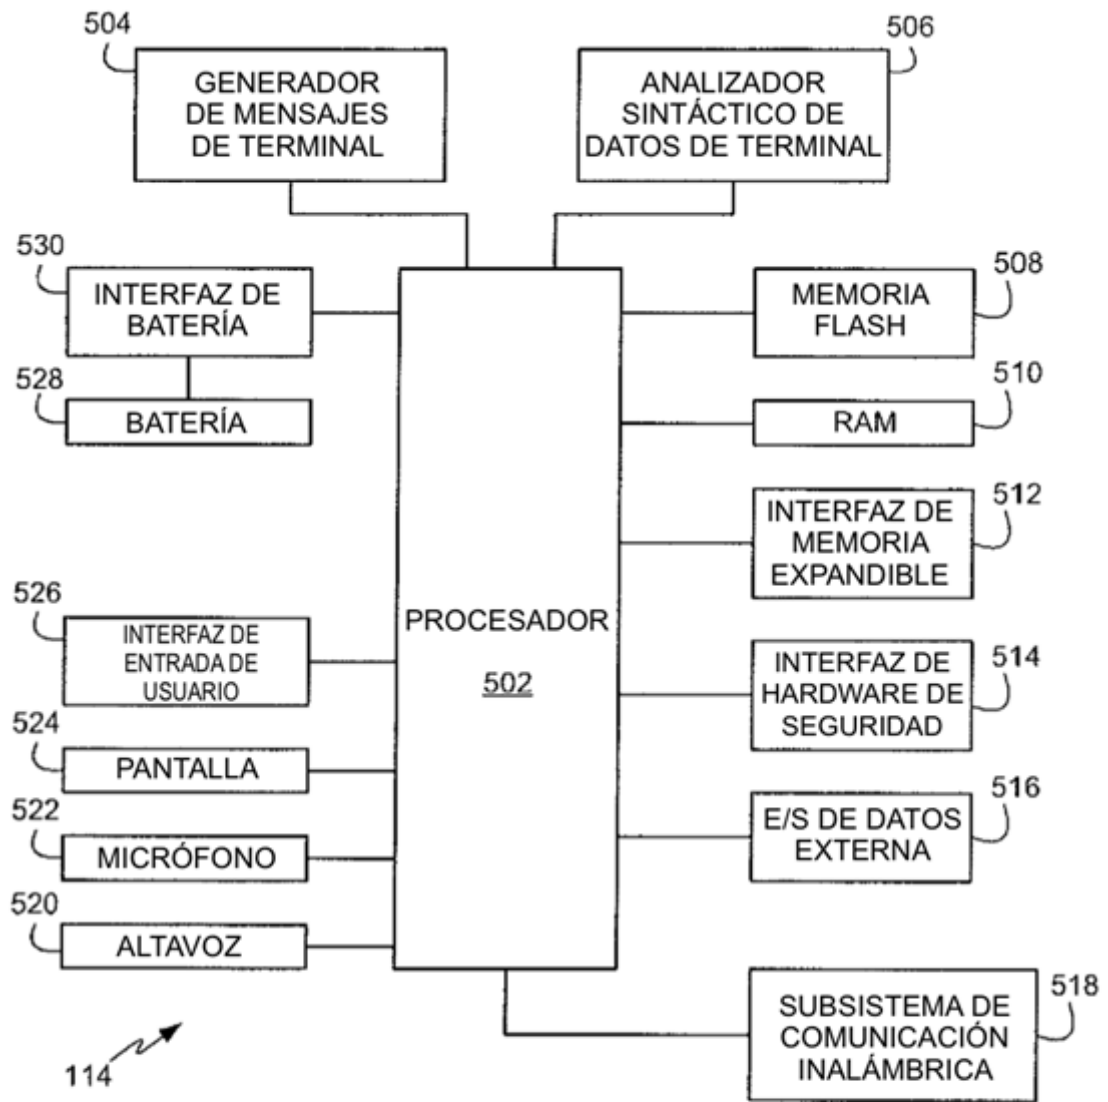 504
GENERADOR
DE MENSAJES
DE TERMINAL
506
ANALIZADOR
SINTÁCTICO DE
DATOS DE TERMINAL
530
INTERFAZ DE
BATERÍA
528
BATERÍA
526
INTERFAZ DE
ENTRADA DE
USUARIO
524
PANTALLA
522
MICRÓFONO
520
ALTAVOZ
114
PROCESADOR
502
508
MEMORIA
FLASH
510
RAM
512
INTERFAZ DE
MEMORIA
EXPANDIBLE
514
INTERFAZ DE
HARDWARE DE
SEGURIDAD
516
E/S DE DATOS
EXTERNA
518
SUBSISTEMA DE
COMUNICACIÓN
INALÁMBRICA